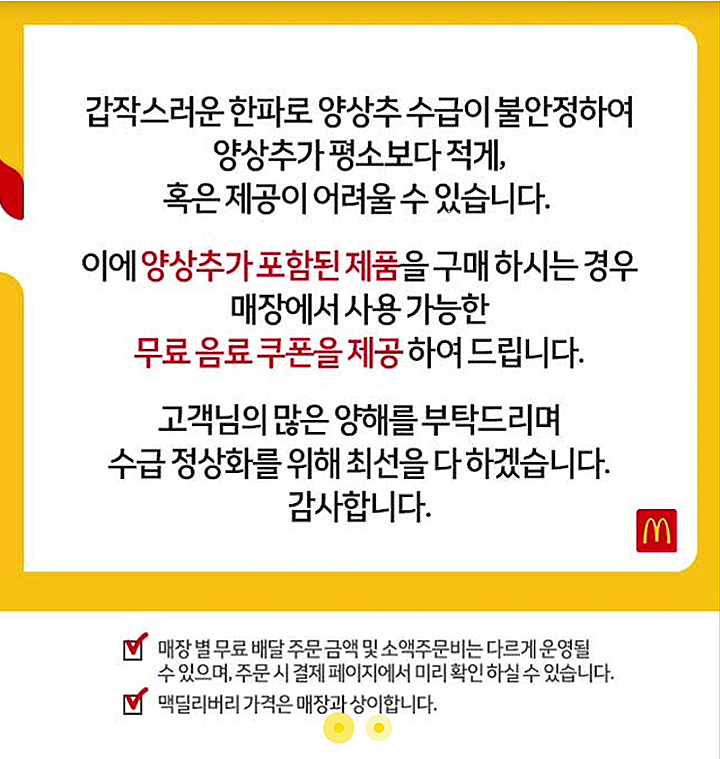 갑작스러운 한파로 양상추 수급이 불안정하여
양상추가 평소보다 적게,
혹은 제공이 어려울 수 있습니다.
이에 양상추가 포함된 제품을 구매 하시는 경우
매장에서 사용 가능한
무료 음료 쿠폰을 제공 하여 드립니다.
고객님의 많은 양해를 부탁드리며
수급 정상화를 위해 최선을 다 하겠습니다.
감사합니다.
매장 별 무료 배달 주문 금액 및 소액주문비는 다르게 운영될
수 있으며, 주문 시 결제 페이지에서 미리 확인 하실 수 있습니다.
맥딜리버리 가격은 매장과 상이합니다.